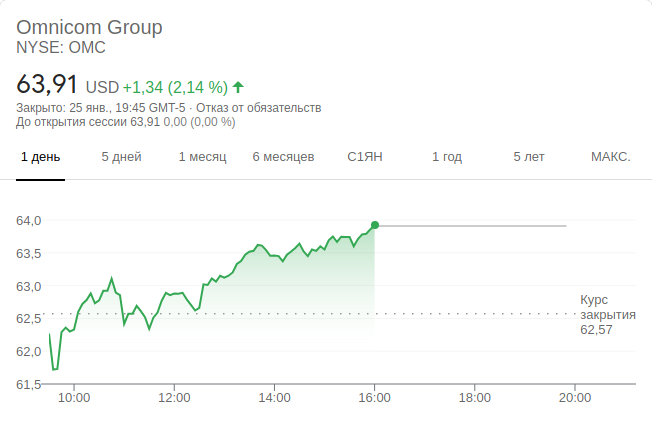 Omnicom Group
NYSE: OMC
63,91 USD +1,34 (2,14 %)
Закрыто: 25 янв., 19:45 GMT-5 · Отказ от обязательств
До открытия сессии 63,91 0,00 (0,00 %)
1 день 5 дней 1 месяц 6 месяцев С1ЯН 1 год 5 лет МАКС.
64,0
63,5
63,0
62,5
62,0
61,5
Курс
закрытия
62,57
10:00 12:00 14:00 16:00 18:00 20:00